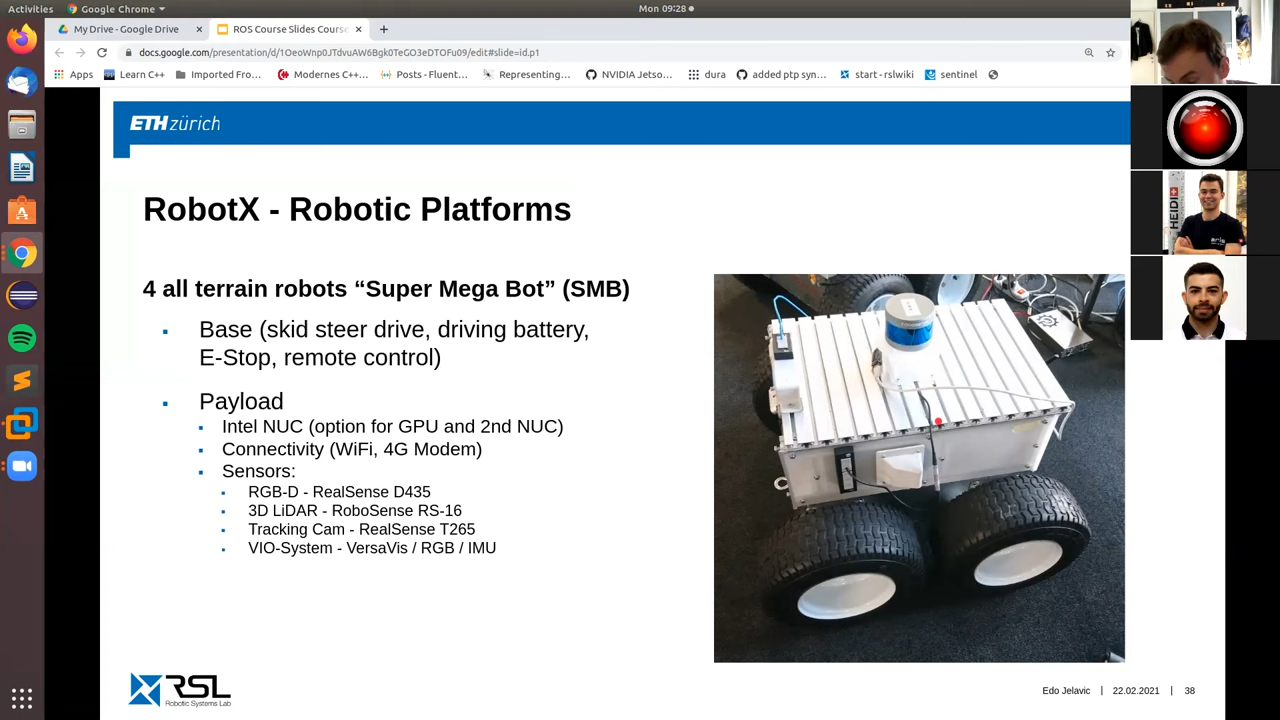 Activities
My Chrome
Google Chrome
Mon 09:28
My Drive - Google Drive
ROS Course Slides Course
docs.google.com/presentation/d/1OeoWnp0JTdvuAW6Bgk0TeGO3eDTOFu09/edit#slide=id.p1
Apps
Learn C++
Imported Fro...
Modernes C++...
Posts - Fluent...
Representing...
NVIDIA Jetso...
dura
added ptp syn...
start - rslwiki
sentinel
ETH zürich
RobotX - Robotic Platforms
4 all terrain robots “Super Mega Bot” (SMB)
Base (skid steer drive, driving battery,
E-Stop, remote control)
Payload
Intel NUC (option for GPU and 2nd NUC)
Connectivity (WiFi, 4G Modem)
Sensors:
RGB-D - RealSense D435
3D LiDAR - RoboSense RS-16
Tracking Cam - RealSense T265
VIO-System - VersaVis / RGB / IMU
HEIDI
RSL
Robotic Systems Lab
Edo Jelavic | 22.02.2021 | 38